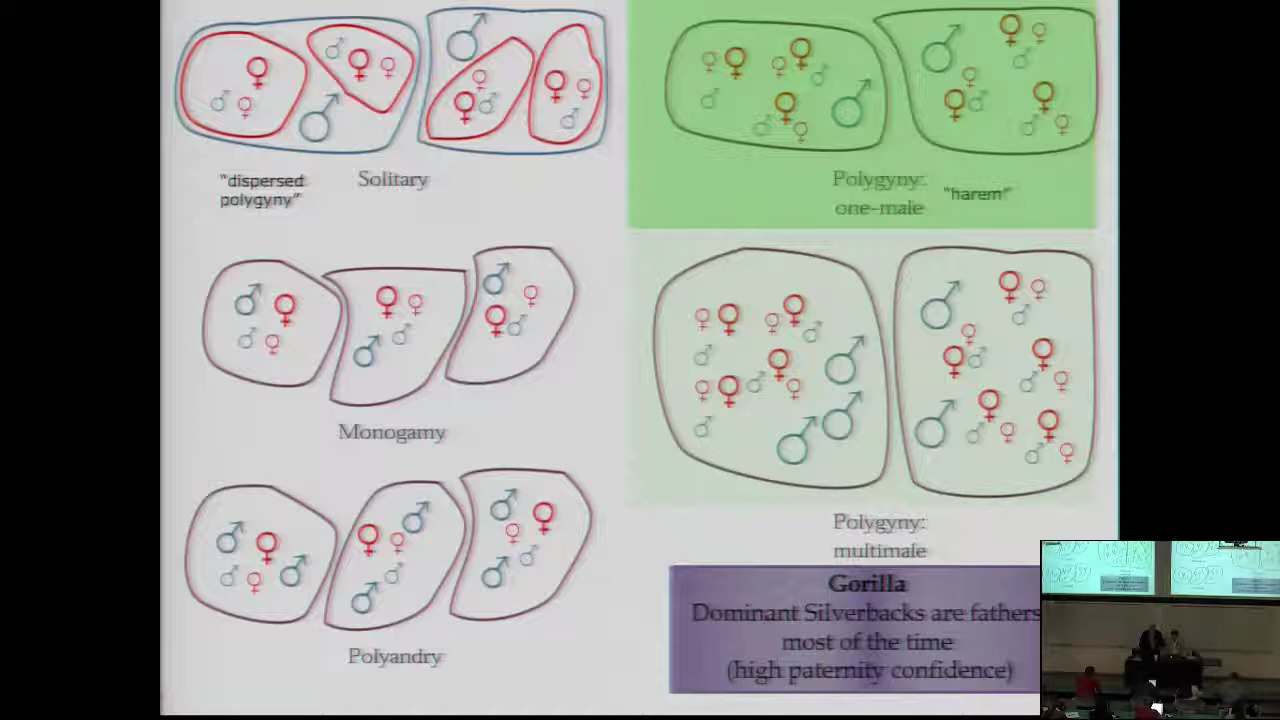 "dispersed
polygyny"
Solitary
Polygyny:
one-male
"harem"
Monogamy
Polygyny:
multimale
Polyandry
Gorilla
Dominant Silverbacks are fathers
most of the time
(high paternity confidence)